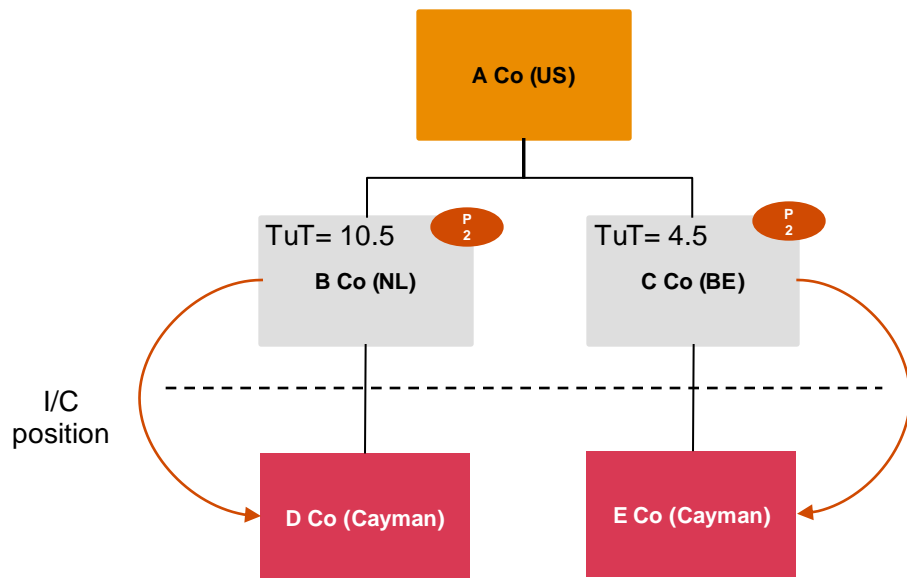 A Co (US)
P
2
P
2
TuT= 10.5
TuT= 4.5
B Co (NL)
C Co (BE)
I/C
position
D Co (Cayman)
E Co (Cayman)